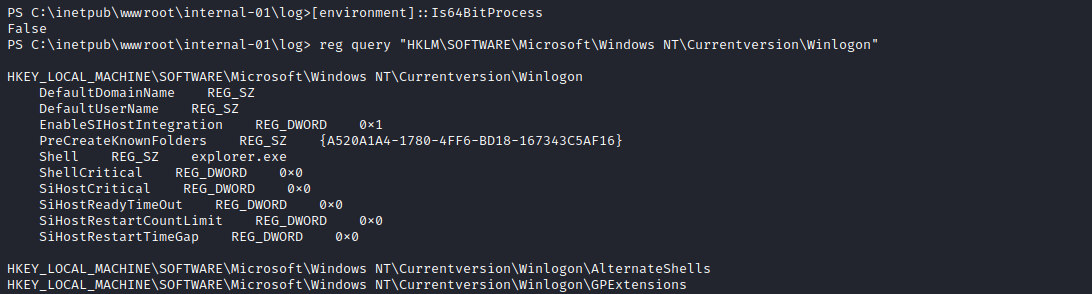 PS C:\inetpub\wwwroot\internal-01\log>[environment]::Is64BitProcess
False
PS C:\inetpub\wwwroot\internal-01\log> reg query "HKLM\SOFTWARE\Microsoft\Windows NT\Currentversion\Winlogon"
HKEY_LOCAL_MACHINE\SOFTWARE\Microsoft\Windows NT\Currentversion\Winlogon
    DefaultDomainName    REG_SZ
    DefaultUserName    REG_SZ
    EnableSIHostIntegration    REG_DWORD    0×1
    PreCreateKnownFolders    REG_SZ    {A520A1A4-1780-4FF6-BD18-167343C5AF16}
    Shell    REG_SZ    explorer.exe
    ShellCritical    REG_DWORD    0×0
    SiHostCritical    REG_DWORD    0×0
    SiHostReadyTimeOut    REG_DWORD    0×0
    SiHostRestartCountLimit    REG_DWORD    0×0
    SiHostRestartTimeGap    REG_DWORD    0×0
HKEY_LOCAL_MACHINE\SOFTWARE\Microsoft\Windows NT\Currentversion\Winlogon\AlternateShells
HKEY_LOCAL_MACHINE\SOFTWARE\Microsoft\Windows NT\Currentversion\Winlogon\GPExtensions